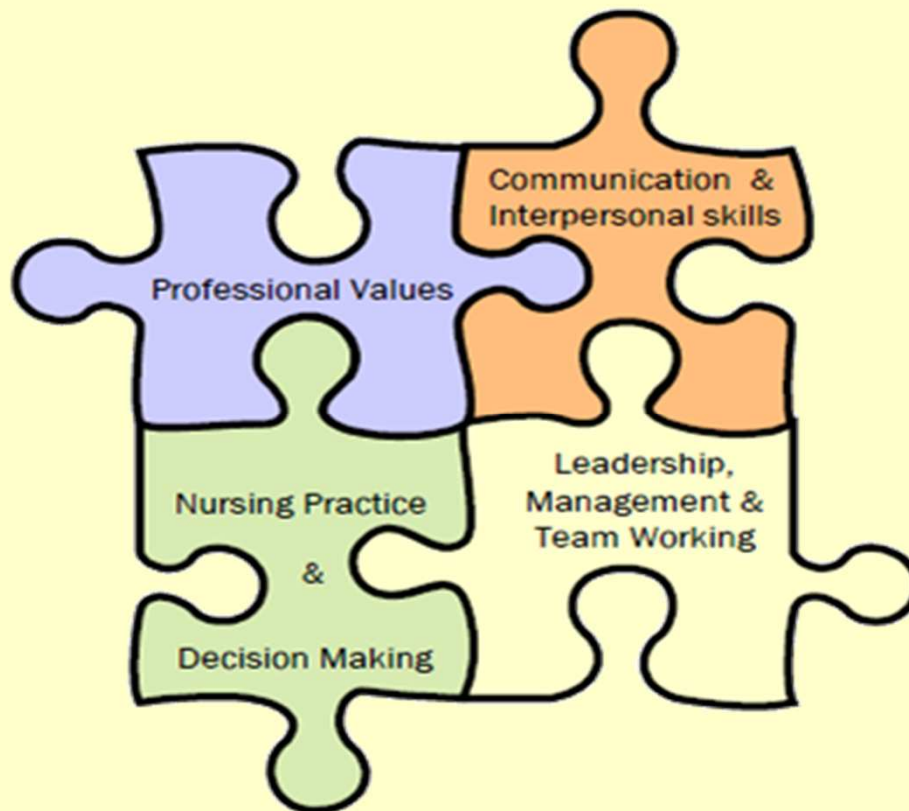 Communication &
Interpersonal skills
Professional Values
Leadership,
Management &
Team Working
Nursing Practice
&
Decision Making